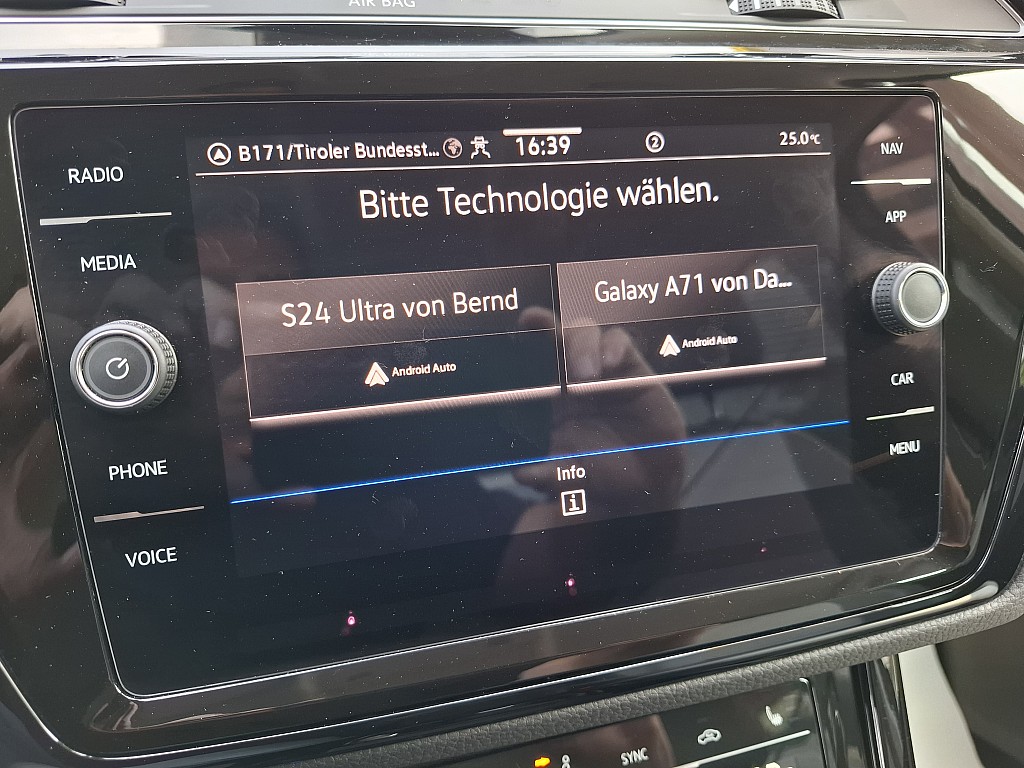 AIR BAG
B171/Tiroler Bundesst... 16:39 2 25.0°C
RADIO
MEDIA
PHONE
VOICE
Bitte Technologie wählen.
S24 Ultra von Bernd
Android Auto
Galaxy A71 von Da...
Android Auto
Info
i
NAV
APP
CAR
MENU
SYNC